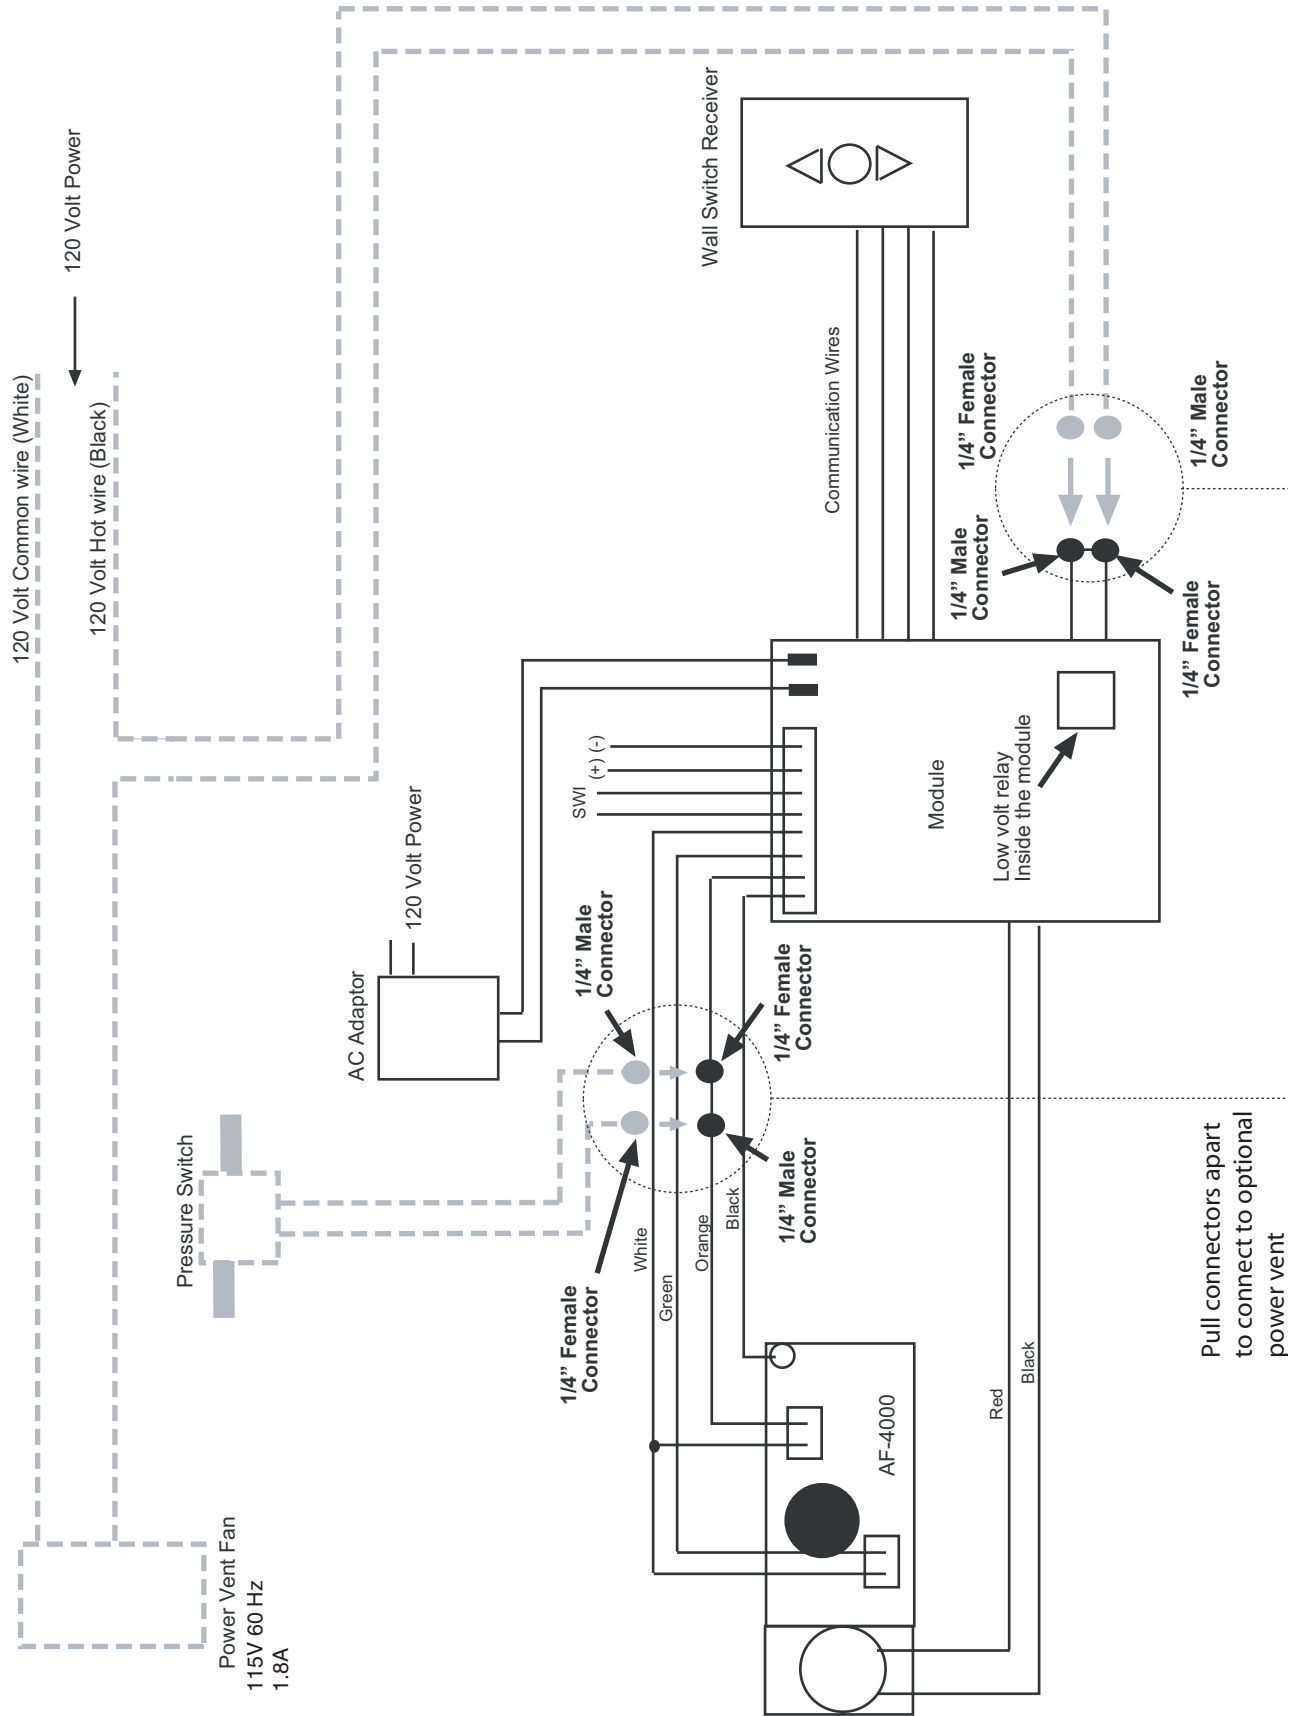 120 Volt Common wire (White)
120 Volt Hot wire (Black)
120 Volt Power
Power Vent Fan
115V 60 Hz
1.8A
Pressure Switch
AC Adaptor
120 Volt Power
1/4” Male
Connector
1/4” Female
Connector
1/4” Female
Connector
1/4” Male
Connector
White
Green
Orange
Black
SWI
(+)
(-)
Wall Switch Receiver
Communication Wires
1/4” Female
Connector
1/4” Male
Connector
1/4” Male
Connector
1/4” Female
Connector
Module
Low volt relay
Inside the module
AF-4000
Red
Black
Pull connectors apart
to connect to optional
power vent